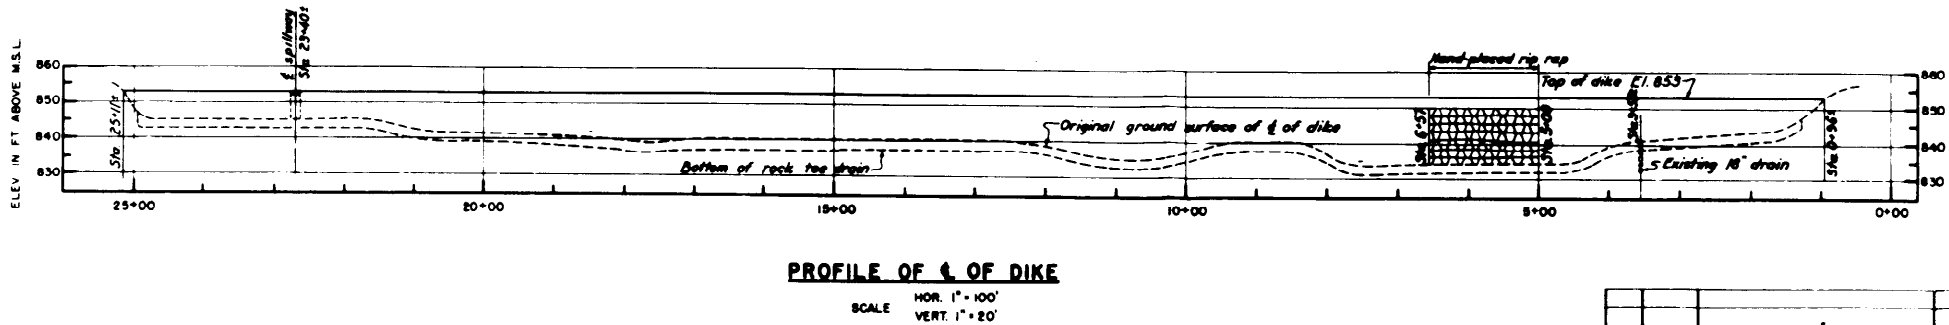 ELEV IN FT ABOVE M.S.L.
860
850
840
830
℄ spillway
Sta 23+40±
Sta 25+11±
Hand-placed rip rap
Top of dike El. 853
Original ground surface of ℄ of dike
Bottom of rock toe drain
Sta 6+57
Sta. 5+00
Existing 18" drain
Sta 0+96±
860
850
840
830
25+00
20+00
15+00
10+00
5+00
0+00
PROFILE OF ℄ OF DIKE
SCALE HOR. 1" = 100'
VERT. 1" = 20'